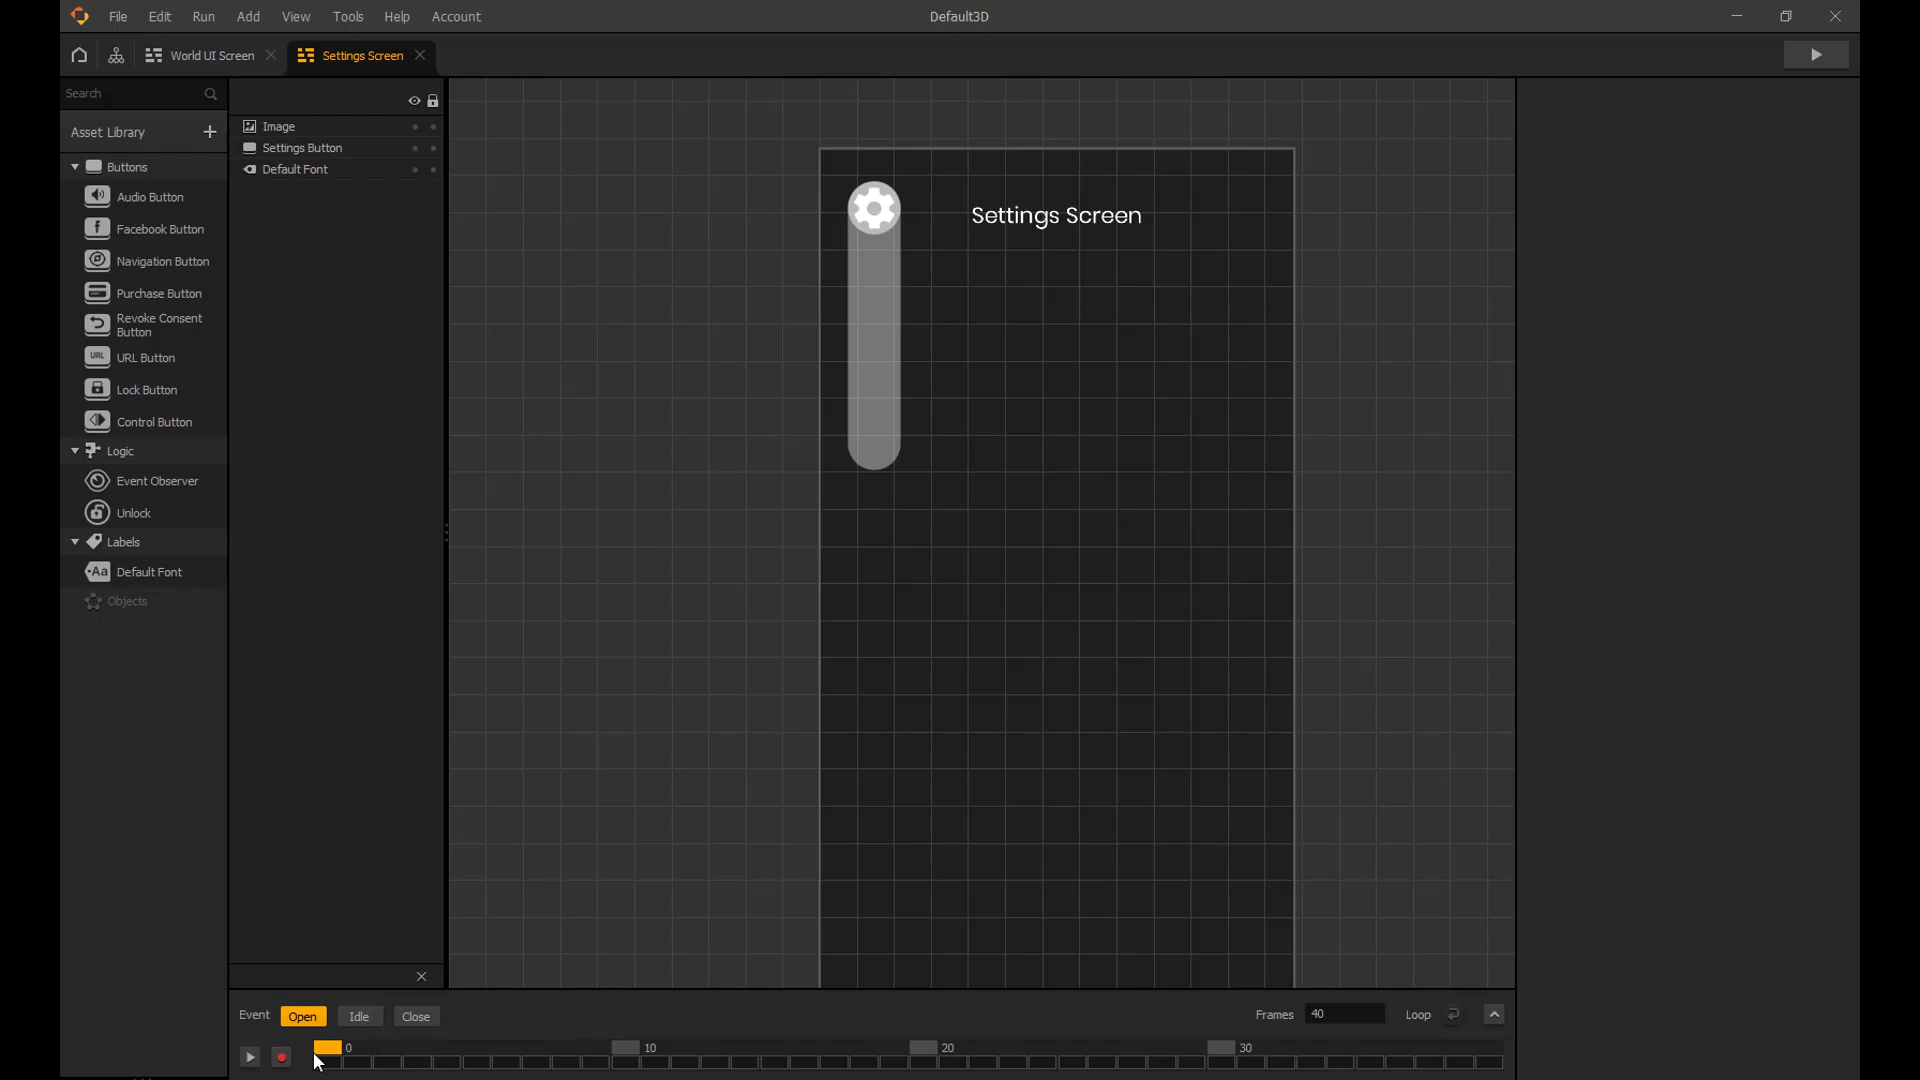 File Edit Run Add View Tools Help Account
Default3D
World UI Screen
Settings Screen
Search
Asset Library
Buttons
Audio Button
Facebook Button
Navigation Button
Purchase Button
Revoke Consent
Button
URL
URL Button
Lock Button
Control Button
Logic
Event Observer
Unlock
Labels
Aa Default Font
Objects
Image
Settings Button
Default Font
Settings Screen
Event Open Idle Close
Frames 40 Loop
0 10 20 30